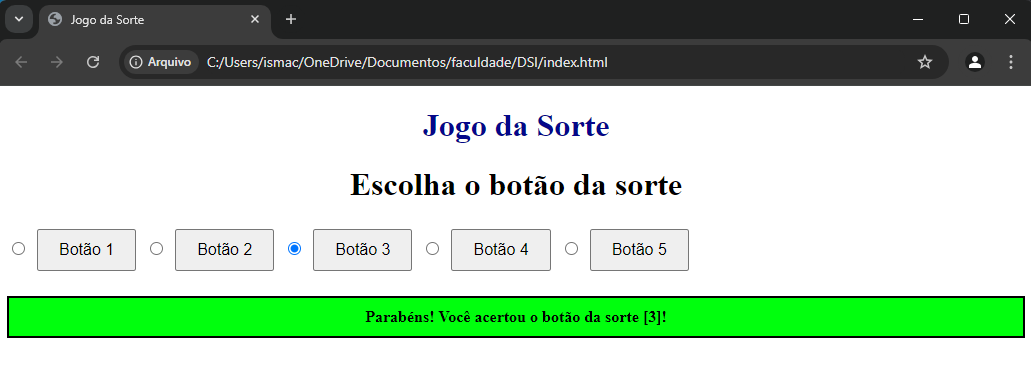 Jogo da Sorte
Arquivo C:/Users/ismac/OneDrive/Documentos/faculdade/DSI/index.html
Jogo da Sorte
Escolha o botão da sorte
Botão 1 Botão 2 Botão 3 Botão 4 Botão 5
Parabéns! Você acertou o botão da sorte [3]!